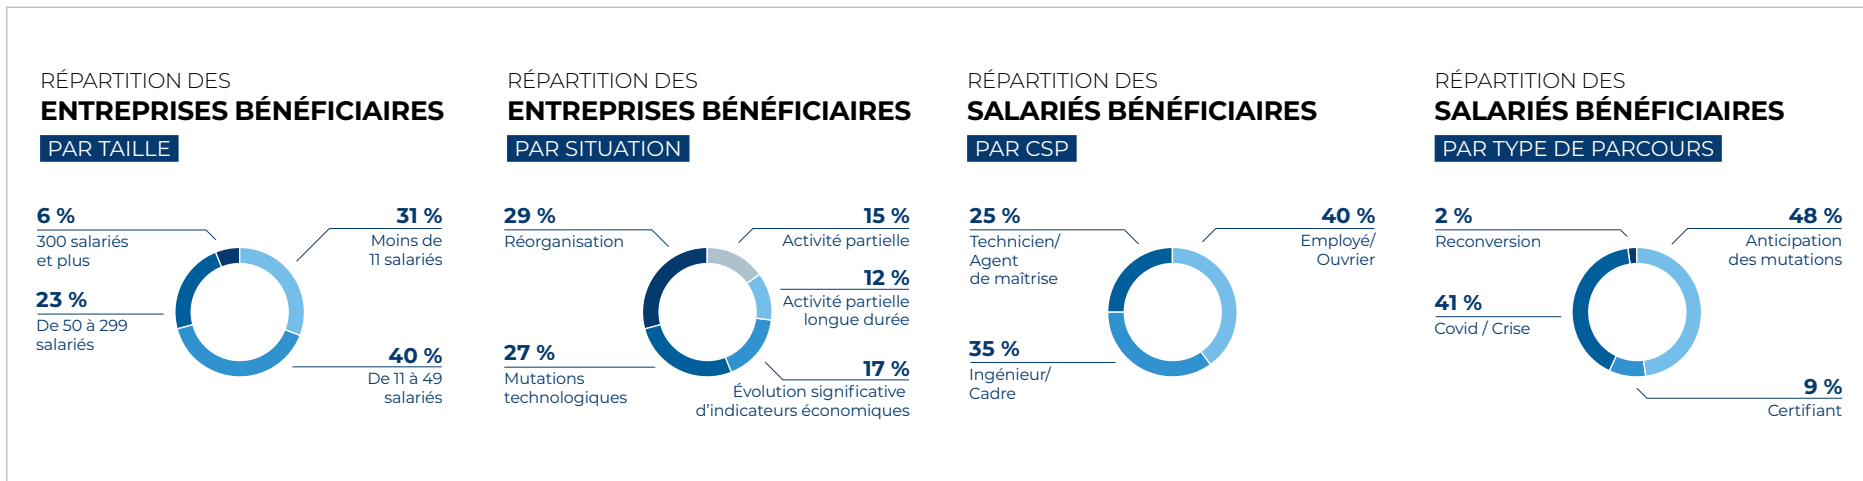 RÉPARTITION DES
ENTREPRISES BÉNÉFICIAIRES
PAR TAILLE
6 %
300 salariés
et plus
31 %
Moins de
11 salariés
23 %
De 50 à 299
salariés
40 %
De 11 à 49
salariés
RÉPARTITION DES
ENTREPRISES BÉNÉFICIAIRES
PAR SITUATION
29 %
Réorganisation
15 %
Activité partielle
12 %
Activité partielle
longue durée
27 %
Mutations
technologiques
17 %
Évolution significative
d'indicateurs économiques
RÉPARTITION DES
SALARIÉS BÉNÉFICIAIRES
PAR CSP
25 %
Technicien/
Agent
de maîtrise
40 %
Employé/
Ouvrier
35 %
Ingénieur/
Cadre
RÉPARTITION DES
SALARIÉS BÉNÉFICIAIRES
PAR TYPE DE PARCOURS
2 %
Reconversion
48 %
Anticipation
des mutations
41 %
Covid / Crise
9 %
Certifiant